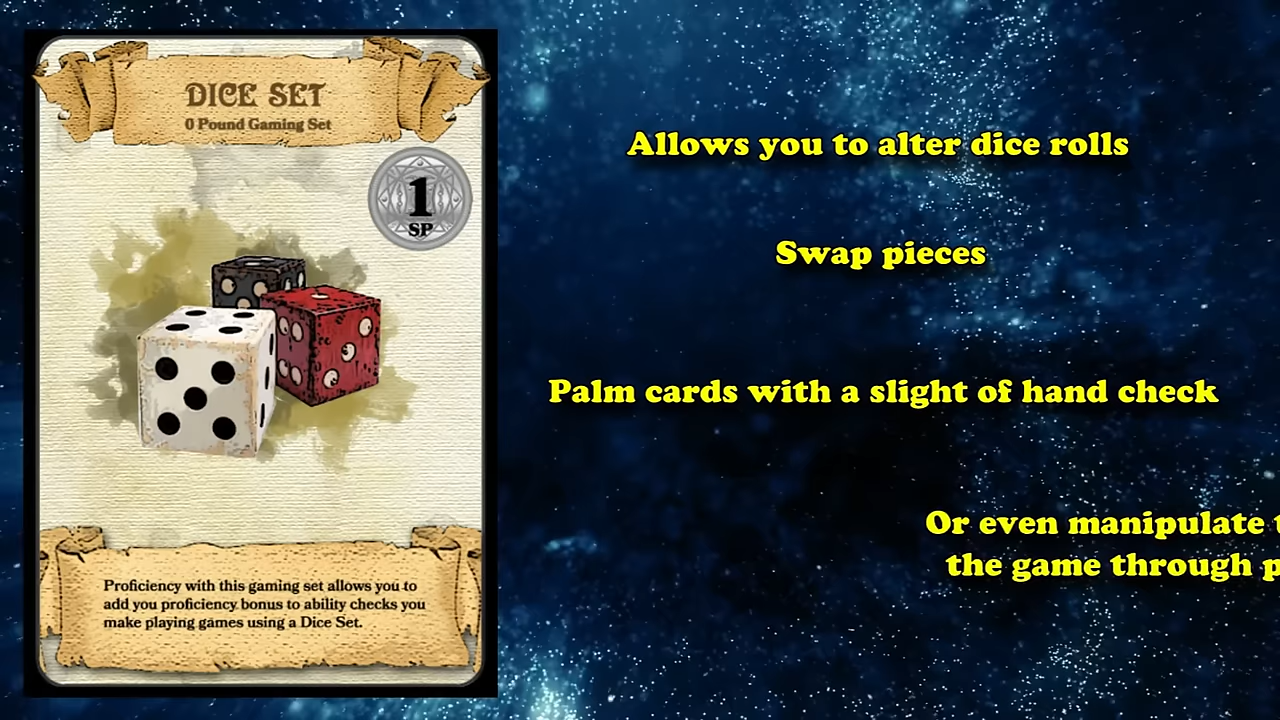 DICE SET
0 Pound Gaming Set
1
SP
Proficiency with this gaming set allows you to
add you proficiency bonus to ability checks you
make playing games using a Dice Set.
Allows you to alter dice rolls
Swap pieces
Palm cards with a slight of hand check
Or even manipulate
the game through